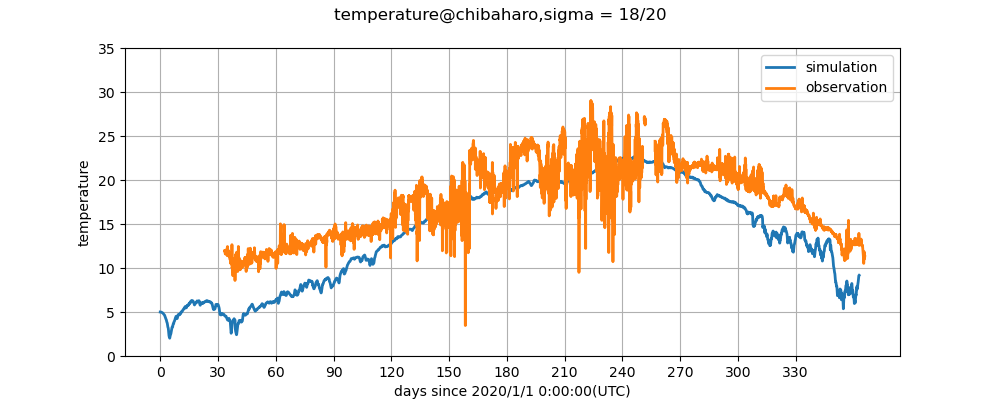 temperature@chibaharo,sigma = 18/20
35
30
25
20
15
10
5
0
temperature
simulation
observation
0 30 60 90 120 150 180 210 240 270 300 330
days since 2020/1/1 0:00:00(UTC)